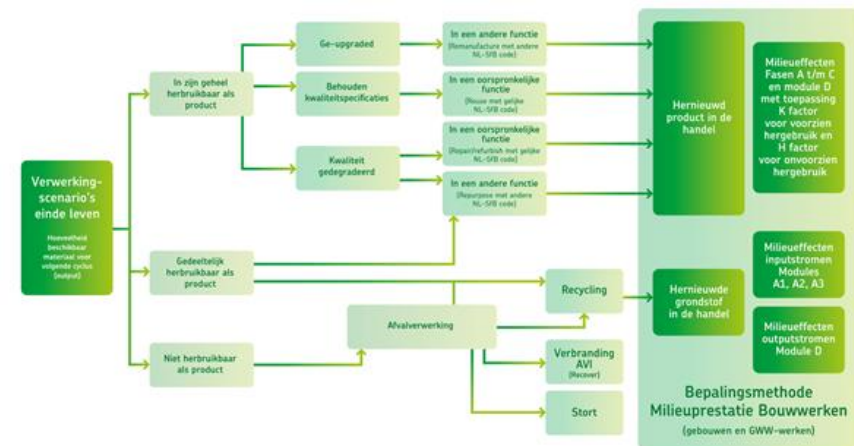 Verwerking-
scenario's
einde leven
Hoeveelheid
beschikbaar
materiaal voor
volgende cyclus
(output)
In zijn geheel
herbruikbaar als
product
Gedeeltelijk
herbruikbaar als
product
Niet herbruikbaar
als product
Ge-upgraded
Behouden
kwaliteitspecificaties
Kwaliteit
gedegradeerd
Afvalverwerking
In een andere functie
(Remanufacture met andere
NL-SfB code)
In een oorspronkelijke
functie
(Reuse met gelijke
NL-SfB code)
In een oorspronkelijke
functie
(Repair/refurbish met gelijke
NL-SfB code)
In een andere functie
(Repurpose met andere
NL-SfB code)
Recycling
Verbranding
AVI
(Recover)
Stort
Hernieuwd
product in de
handel
Hernieuwde
grondstof
in de handel
Milieueffecten
Fasen A t/m C
en module D
met toepassing
K factor
voor voorzien
hergebruik en
H factor
voor onvoorzien
hergebruik
Milieueffecten
inputstromen
Modules
A1, A2, A3
Milieueffecten
outputstromen
Module D
Bepalingsmethode
Milieuprestatie Bouwwerken
(gebouwen en GWW-werken)